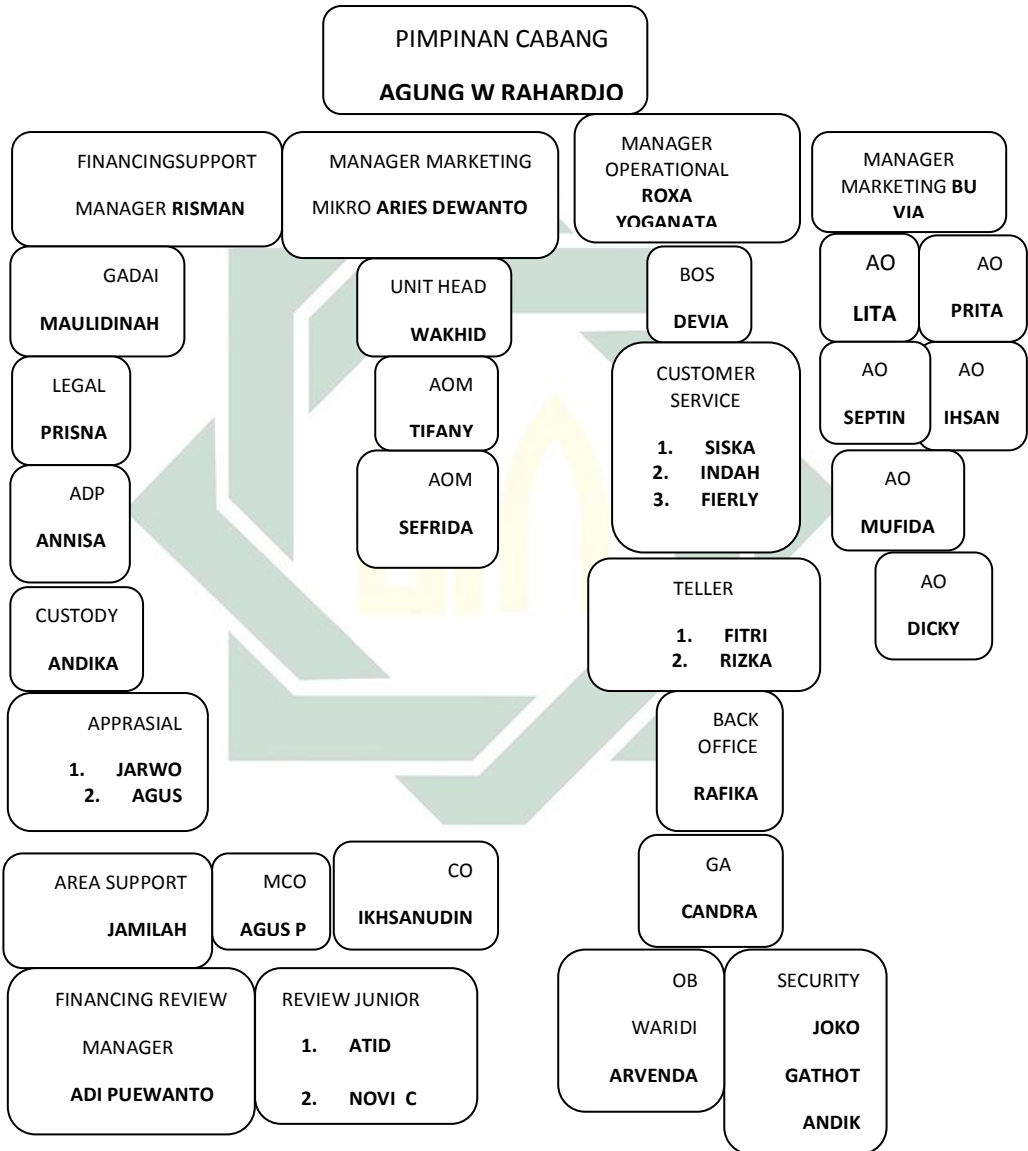 PIMPINAN CABANG
AGUNG W RAHARDJO
FINANCINGSUPPORT
MANAGER RISMAN
MANAGER MARKETING
MIKRO ARIES DEWANTO
MANAGER
OPERATIONAL
ROXA
YOGANATA
MANAGER
MARKETING BU
VIA
GADAI
MAULIDINAH
LEGAL
PRISNA
ADP
ANNISA
CUSTODY
ANDIKA
APPRASIAL
1. JARWO
2. AGUS
UNIT HEAD
WAKHID
AOM
TIFANY
AOM
SEFRIDA
BOS
DEVIA
CUSTOMER
SERVICE
1. SISKA
2. INDAH
3. FIERLY
TELLER
1. FITRI
2. RIZKA
BACK
OFFICE
RAFIKA
GA
CANDRA
OB
WARIDI
ARVENDA
SECURITY
JOKO
GATHOT
ANDIK
AO
LITA
AO
PRITA
AO
SEPTIN
AO
IHSAN
AO
MUFIDA
AO
DICKY
AREA SUPPORT
JAMILAH
MCO
AGUS P
CO
IKHSANUDIN
FINANCING REVIEW
MANAGER
ADI PUEWANTO
REVIEW JUNIOR
1. ATID
2. NOVI C